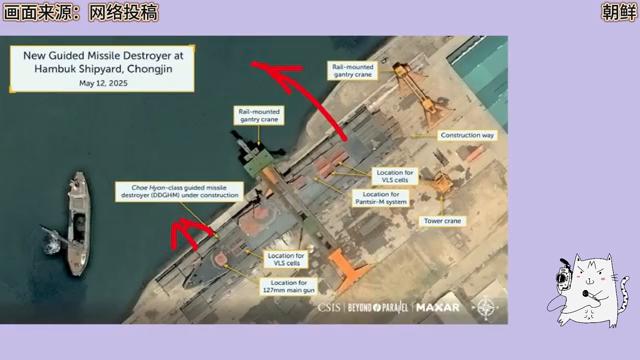 画面来源：网络投稿
朝鲜
New Guided Missile Destroyer at
Hambuk Shipyard, Chongjin
May 12, 2025
Rail-mounted
gantry crane
Rail-mounted
gantry crane
Construction way
Location for
VLS cells
Choe Hyon-class guided missile
destroyer (DDGHM) under construction
Location for
Pantsir-M system
Tower crane
Location for
VLS cells
Location for
127mm main gun
CSIS | BEYOND PARALLEL | MAXAR